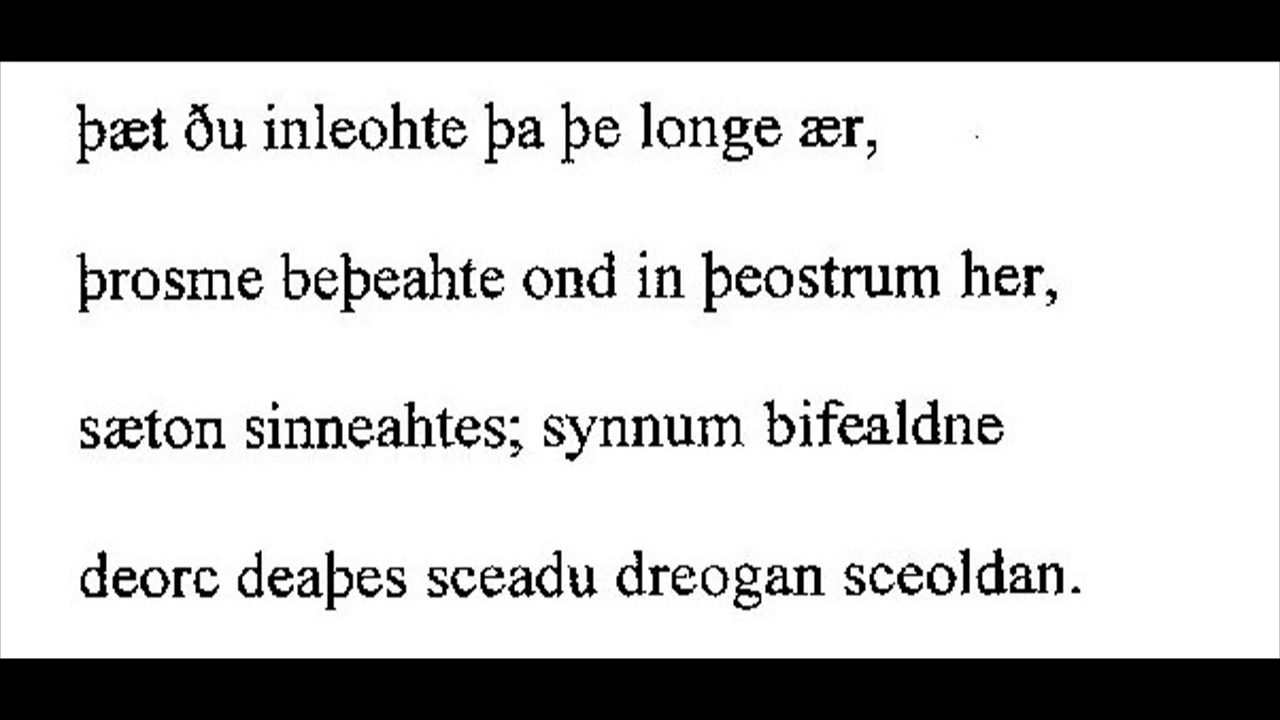 þæt ðu inleohte þa þe longe ær,
þrosme beþeahte ond in þeostrum her,
sæton sinneahtes; synnum bifealdne
deorc deaþes sceadu dreogan sceoldan.